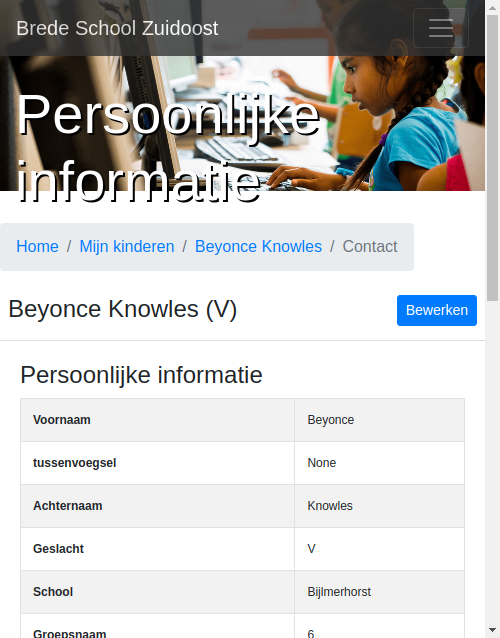 Brede School Zuidoost
Persoonlijke
informatie
Home / Mijn kinderen / Beyonce Knowles / Contact
Beyonce Knowles (V)
Bewerken
Persoonlijke informatie
Voornaam Beyonce
tussenvoegsel None
Achternaam Knowles
Geslacht V
School Bijlmerhorst
Groepsnaam 6